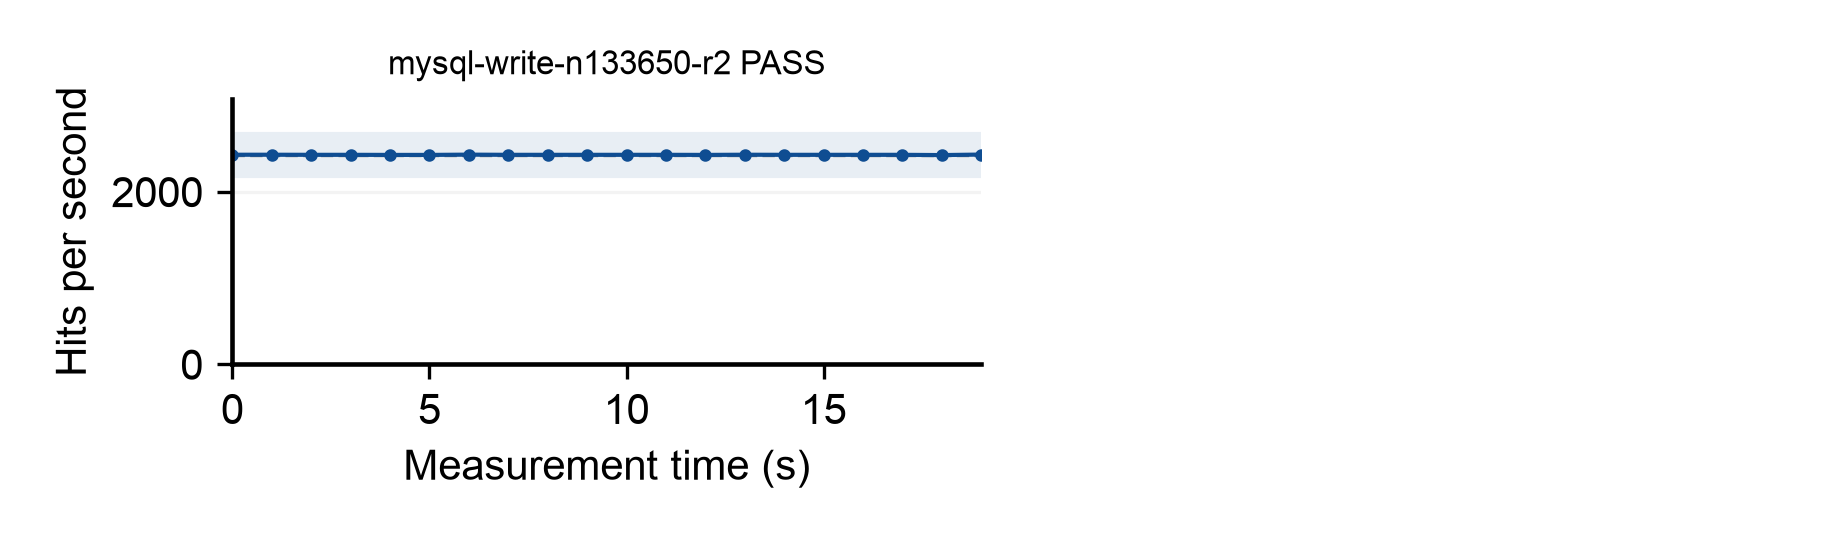 mysql-write-n133650-r2 PASS
Hits per second
2000
0
0 5 10 15
Measurement time (s)